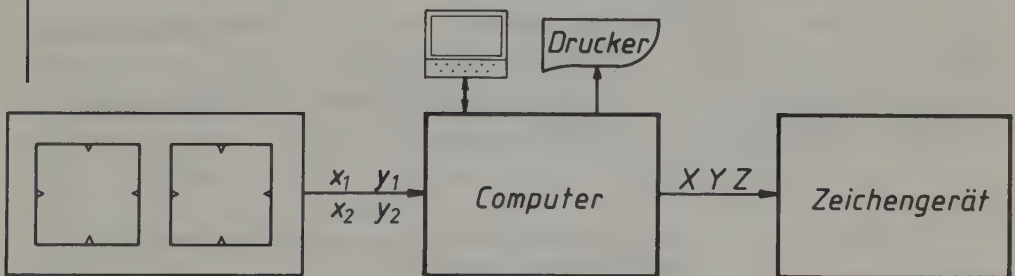 Drucker
x₁ y₁
x₂ y₂
Computer
X Y Z
Zeichengerät